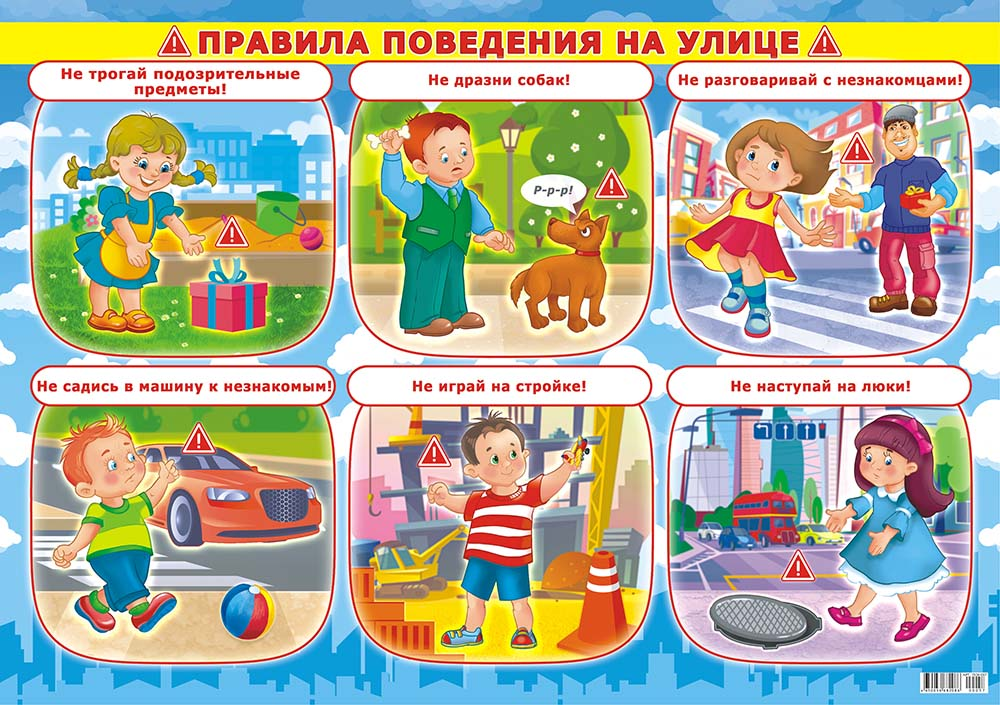 ПРАВИЛА ПОВЕДЕНИЯ НА УЛИЦЕ
Не трогай подозрительные
предметы!
Не дразни собак!
Не разговаривай с незнакомцами!
Р-р-р!
Не садись в машину к незнакомым!
Не играй на стройке!
Не наступай на люки!